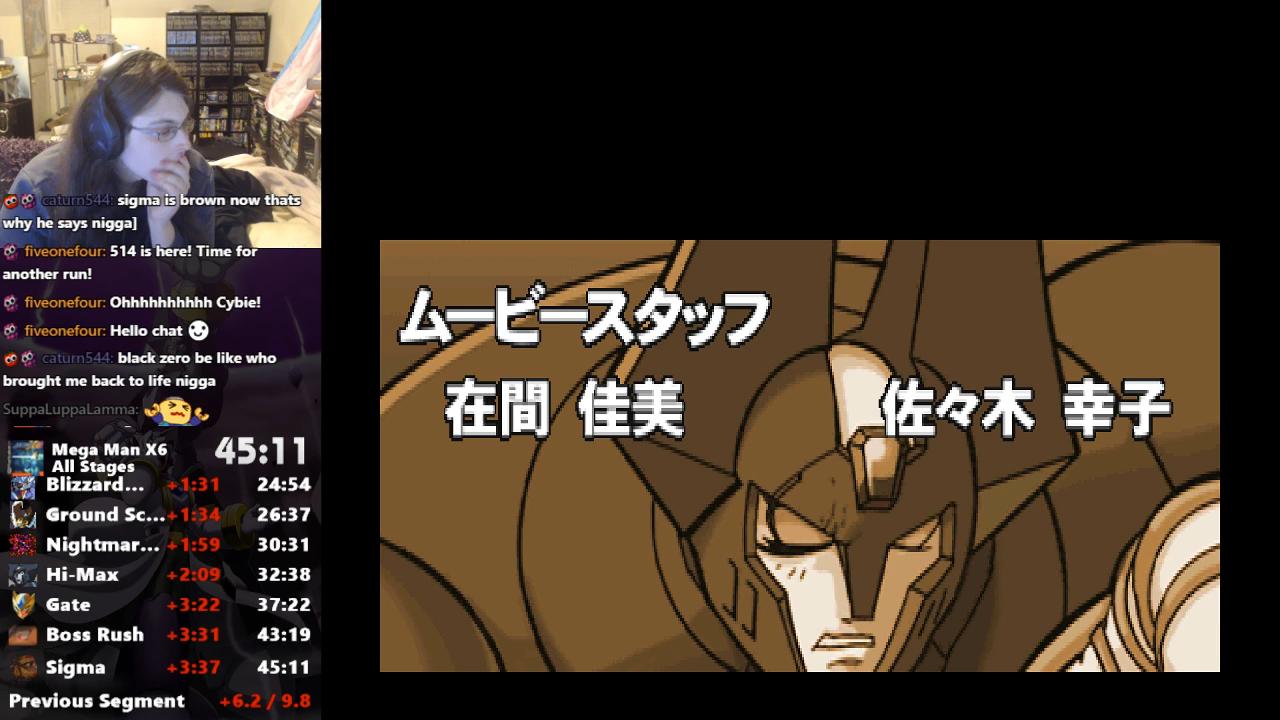 caturn544: sigma is brown now thats
why he says nigga]
fiveonefour: 514 is here! Time for
another run!
fiveonefour: Ohhhhhhhhhh Cybie!
fiveonefour: Hello chat
caturn544: black zero be like who
brought me back to life nigga
SuppaLuppaLamma:
Mega Man X6
All Stages
45:11
Blizzard... +1:31 24:54
Ground Sc... +1:34 26:37
Nightmar... +1:59 30:31
Hi-Max +2:09 32:38
Gate +3:22 37:22
Boss Rush +3:31 43:19
Sigma +3:37 45:11
Previous Segment +6.2 / 9.8
ムービースタッフ
在間 佳美 佐々木 幸子